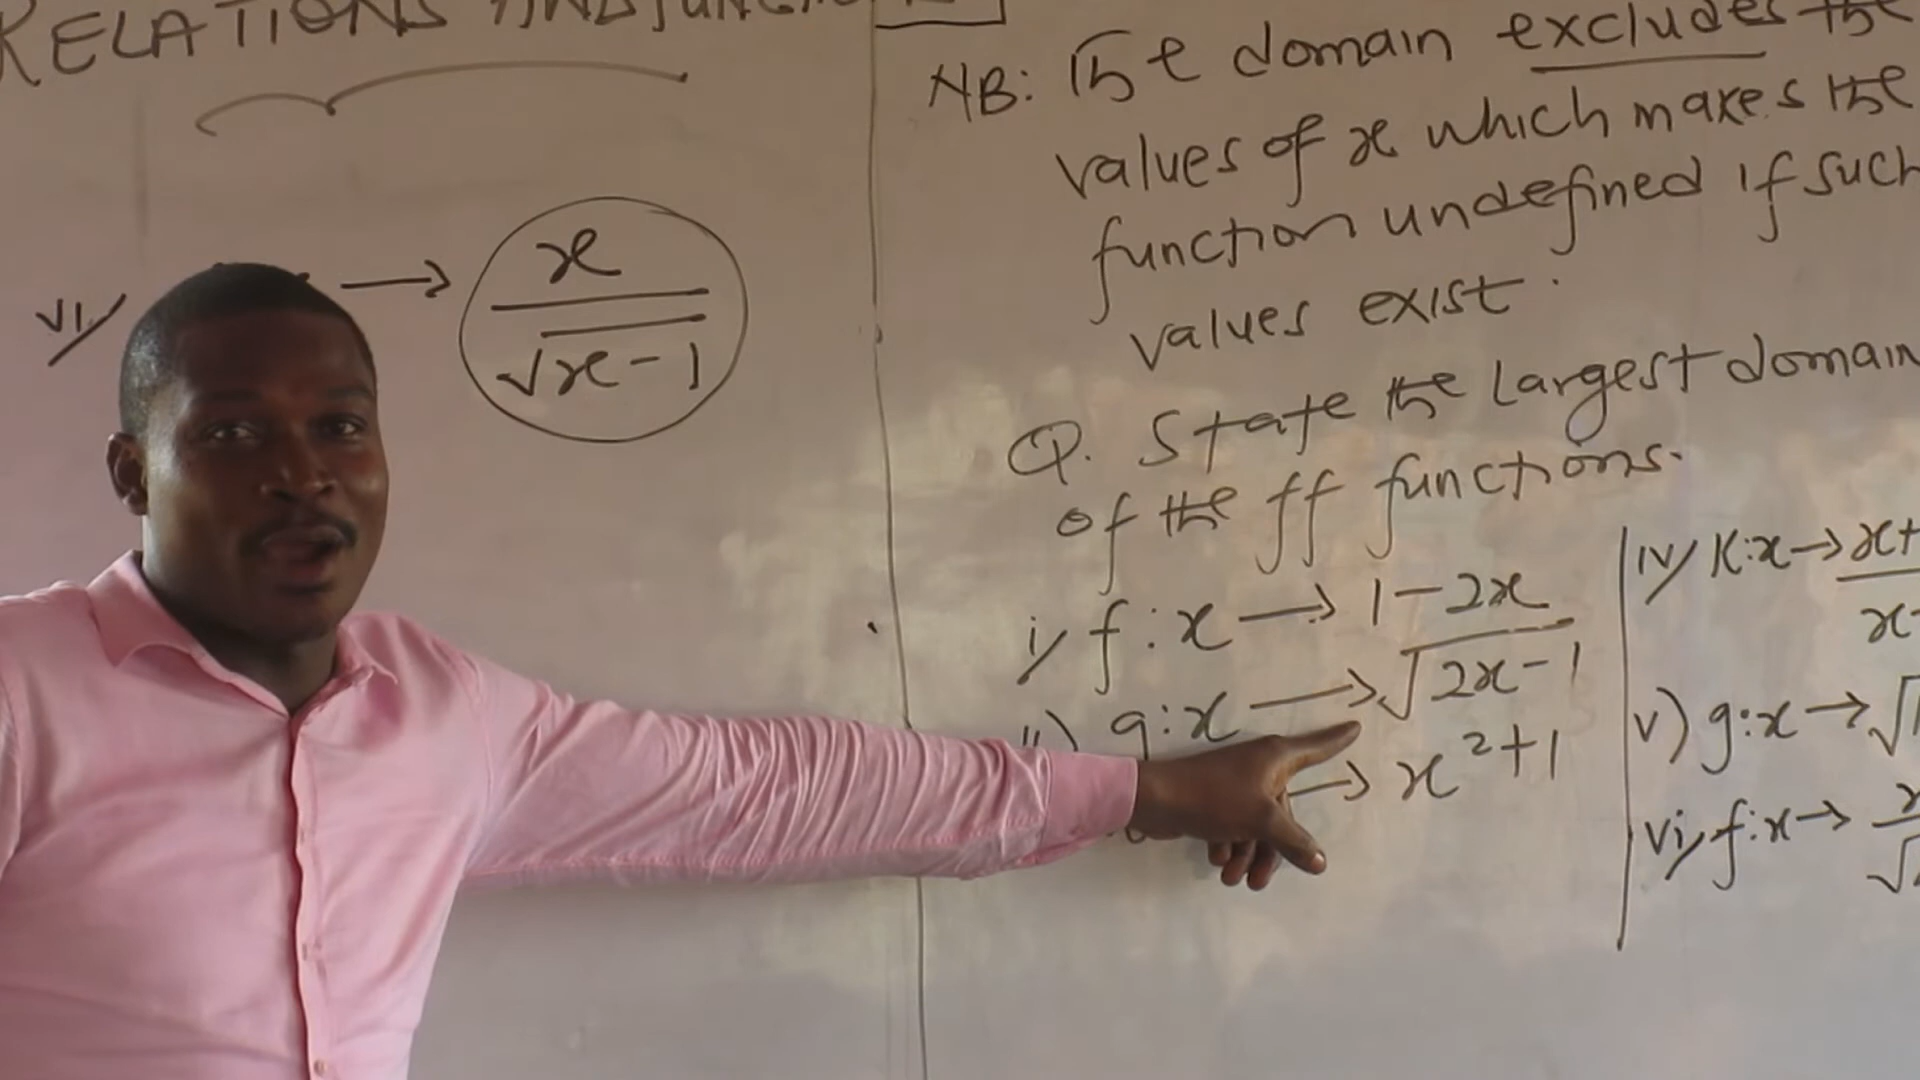 RELATIONS AND
vi/ → x
√x-1
NB: The domain excludes the
values of x which makes the
function undefined if such
values exist.
Q. State the largest domain
of the ff functions.
i/ f:x → 1-2x
ii) g:x → √2x-1
→ x²+1
iv/ K:x → x+
x-
v) g:x → √
vi/ f:x → x
√